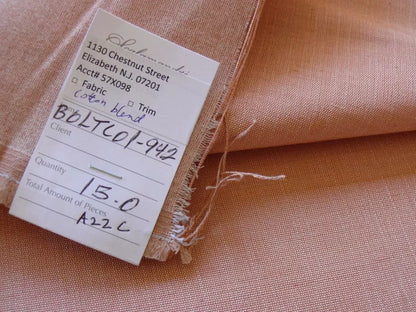 1130 Chestnut Street
Elizabeth N.J. 07201
Acct# 57X098
□ Fabric □ Trim
Cotton blend
BOLTC01-942
Client
Quantity
15.0
Total Amount of Pieces
A22C